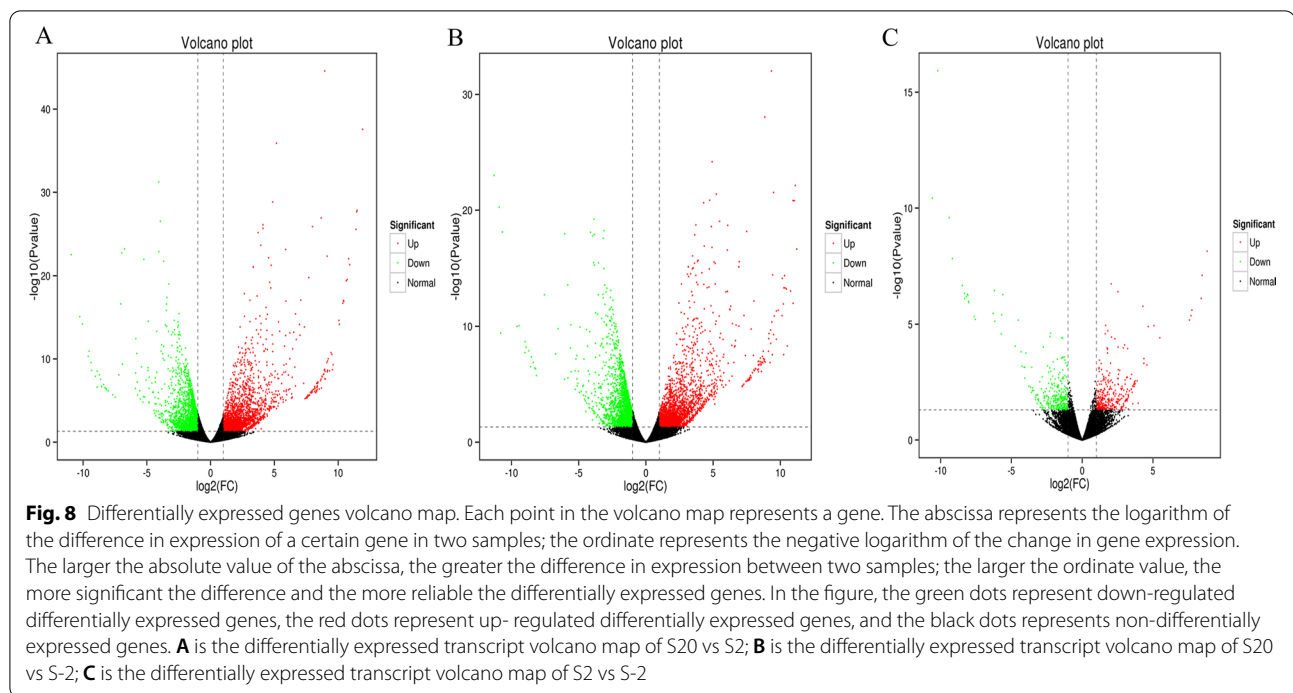 A
Volcano plot
40
30
20
10
0
-log10(Pvalue)
-10
-5
0
5
10
log2(FC)
Significant
Up
Down
Normal
B
Volcano plot
30
20
10
0
-log10(Pvalue)
-10
-5
0
5
10
log2(FC)
Significant
Up
Down
Normal
C
Volcano plot
15
10
5
0
-log10(Pvalue)
-10
-5
0
5
log2(FC)
Significant
Up
Down
Normal
Fig. 8 Differentially expressed genes volcano map. Each point in the volcano map represents a gene. The abscissa represents the logarithm of
the difference in expression of a certain gene in two samples; the ordinate represents the negative logarithm of the change in gene expression.
The larger the absolute value of the abscissa, the greater the difference in expression between two samples; the larger the ordinate value, the
more significant the difference and the more reliable the differentially expressed genes. In the figure, the green dots represent down-regulated
differentially expressed genes, the red dots represent up- regulated differentially expressed genes, and the black dots represents non-differentially
expressed genes. A is the differentially expressed transcript volcano map of S20 vs S2; B is the differentially expressed transcript volcano map of S20
vs S-2; C is the differentially expressed transcript volcano map of S2 vs S-2